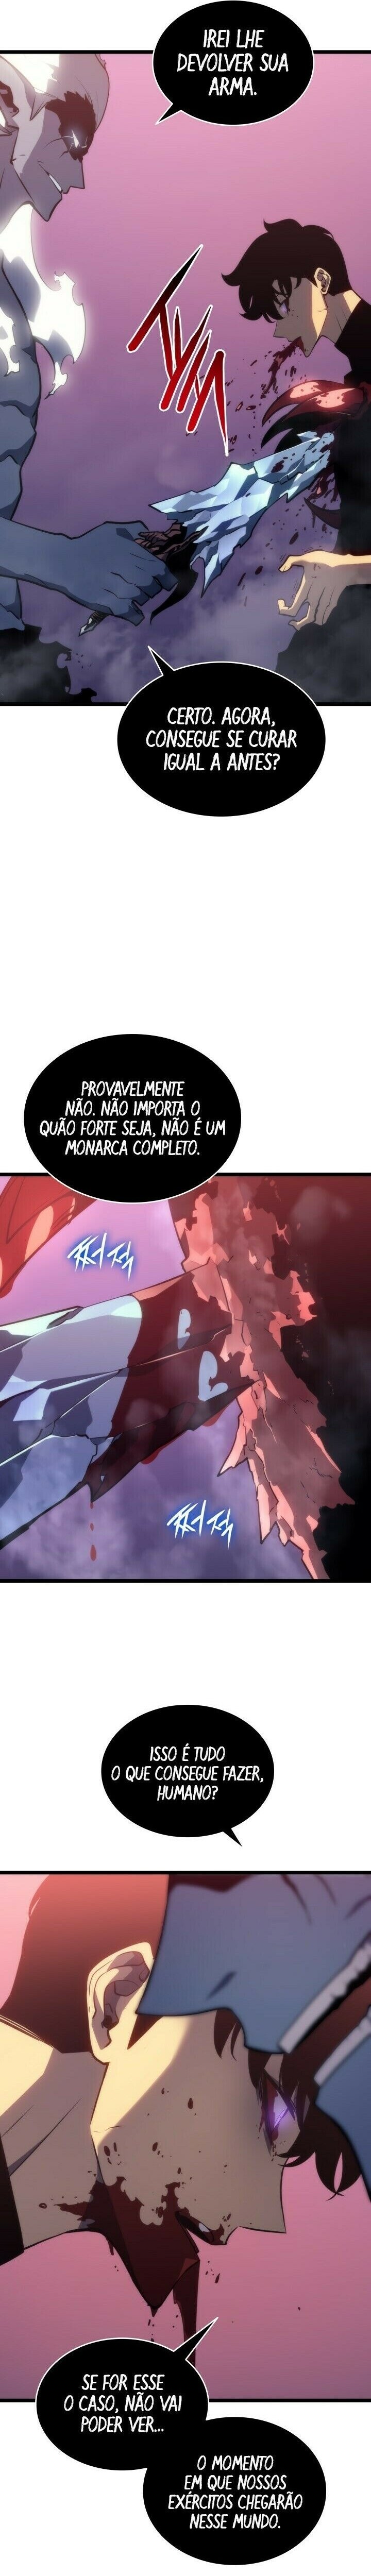 IREI LHE
DEVOLVER SUA
ARMA.
TUM
CERTO. AGORA,
CONSEGUE SE CURAR
IGUAL A ANTES?
PROVAVELMENTE
NÃO. NÃO IMPORTA O
QUÃO FORTE SEJA, NÃO É UM
MONARCA COMPLETO.
ISSO É TUDO
O QUE CONSEGUE FAZER,
HUMANO?
SE FOR ESSE
O CASO, NÃO VAI
PODER VER...
O MOMENTO
EM QUE NOSSOS
EXÉRCITOS CHEGARÃO
NESSE MUNDO.